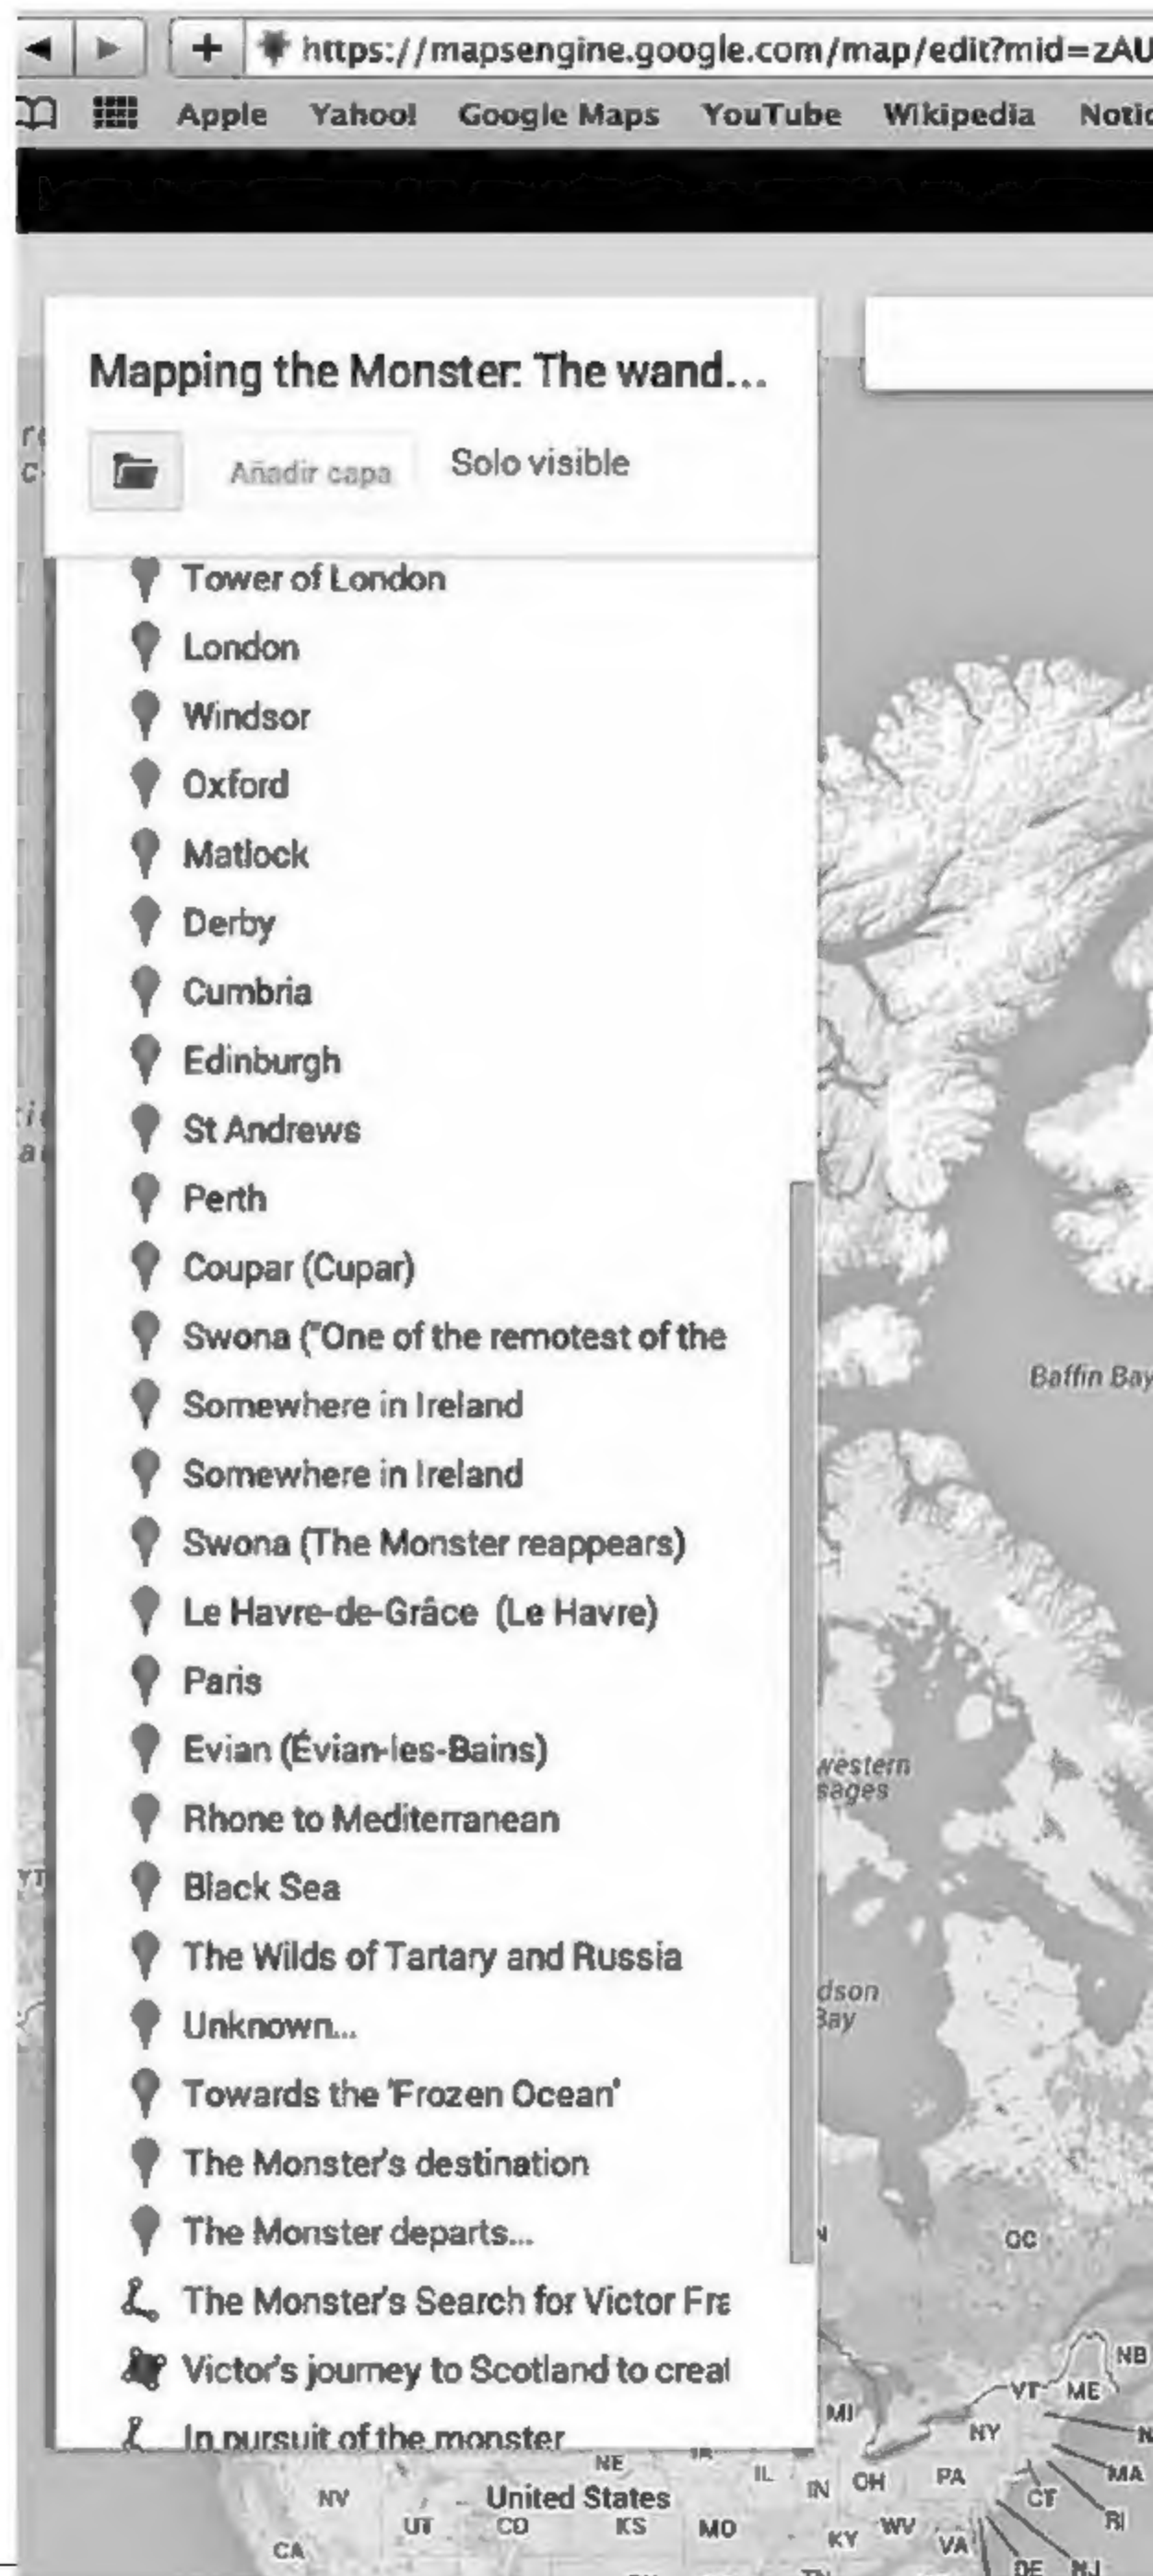 https://mapsengine.google.com/map/edit?mid=zAU
Apple Yahoo! Google Maps YouTube Wikipedia Notic
Mapping the Monster: The wand...
Añadir capa Solo visible
Tower of London
London
Windsor
Oxford
Matlock
Derby
Cumbria
Edinburgh
St Andrews
Perth
Coupar (Cupar)
Swona ("One of the remotest of the
Somewhere in Ireland
Somewhere in Ireland
Swona (The Monster reappears)
Le Havre-de-Grâce (Le Havre)
Paris
Evian (Évian-les-Bains)
Rhone to Mediterranean
Black Sea
The Wilds of Tartary and Russia
Unknown...
Towards the 'Frozen Ocean'
The Monster's destination
The Monster departs...
The Monster's Search for Victor Fra
Victor's journey to Scotland to creat
In pursuit of the monster
Baffin Bay
western
sages
dson
Bay
YT
QC
NB
VT ME
MI
NY
N
NE
IL IN OH PA
MA
NV
United States
CT
RI
UT CO KS MO
KY WV VA
CA
DE NJ